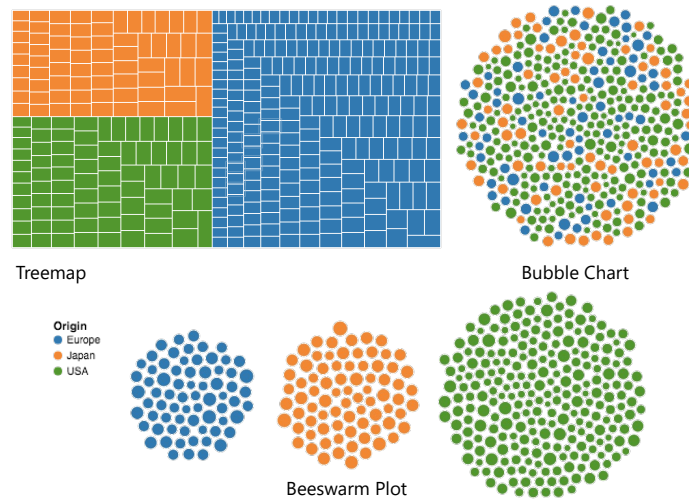 Treemap
Bubble Chart
Origin
Europe
Japan
USA
Beeswarm Plot